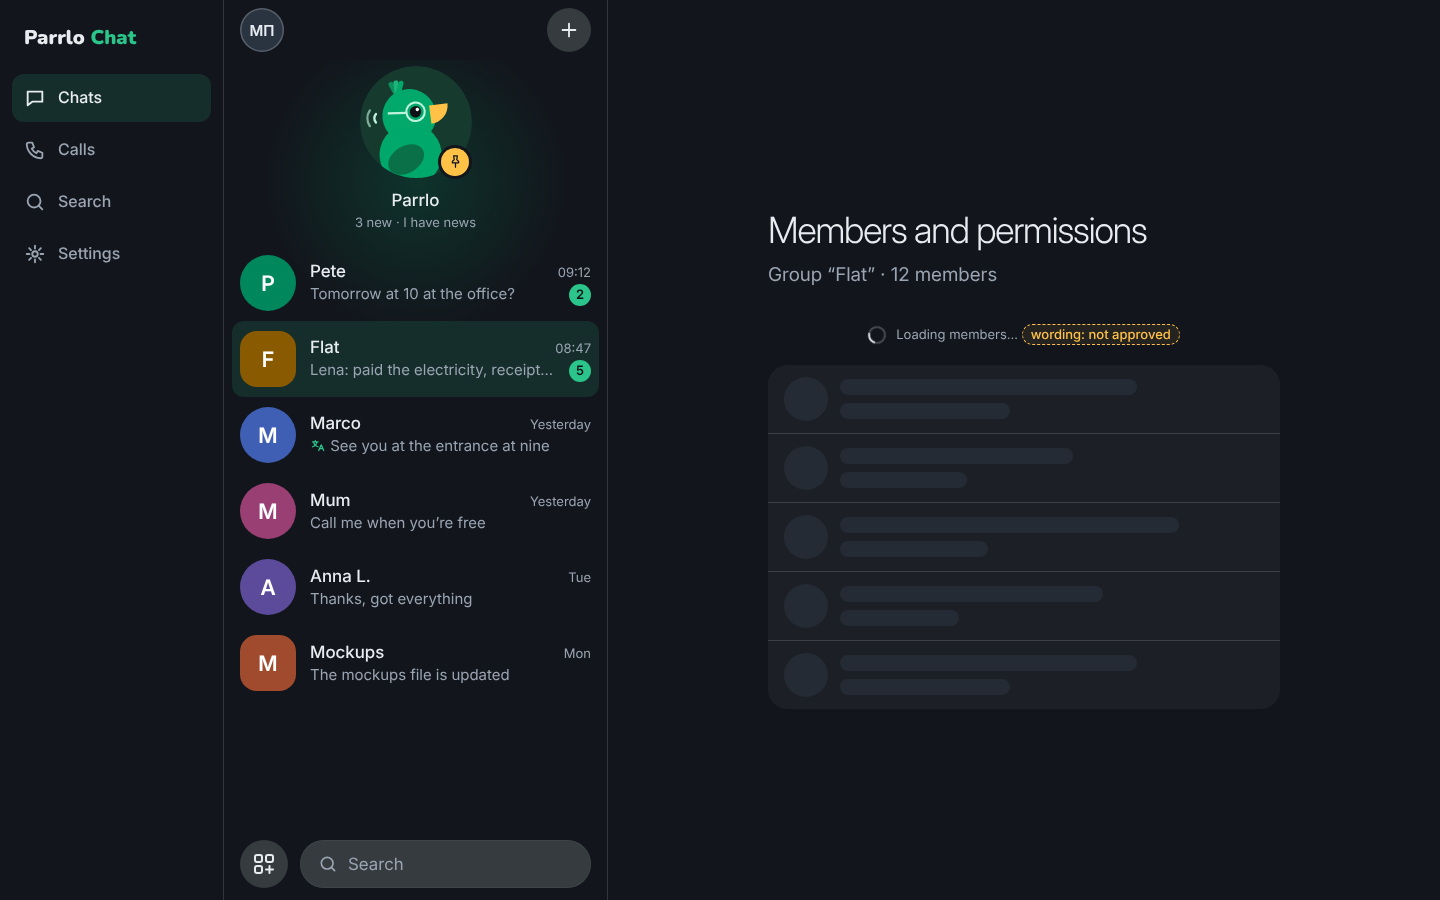 Parrlo Chat
Chats
Calls
Search
Settings
МП
Parrlo
3 new · I have news
Pete
09:12
Tomorrow at 10 at the office?
2
P
Flat
08:47
Lena: paid the electricity, receipt…
5
F
Marco
Yesterday
See you at the entrance at nine
M
Mum
Yesterday
Call me when you’re free
M
Anna L.
Tue
Thanks, got everything
A
Mockups
Mon
The mockups file is updated
M
Search
Members and permissions
Group “Flat” · 12 members
Loading members… wording: not approved